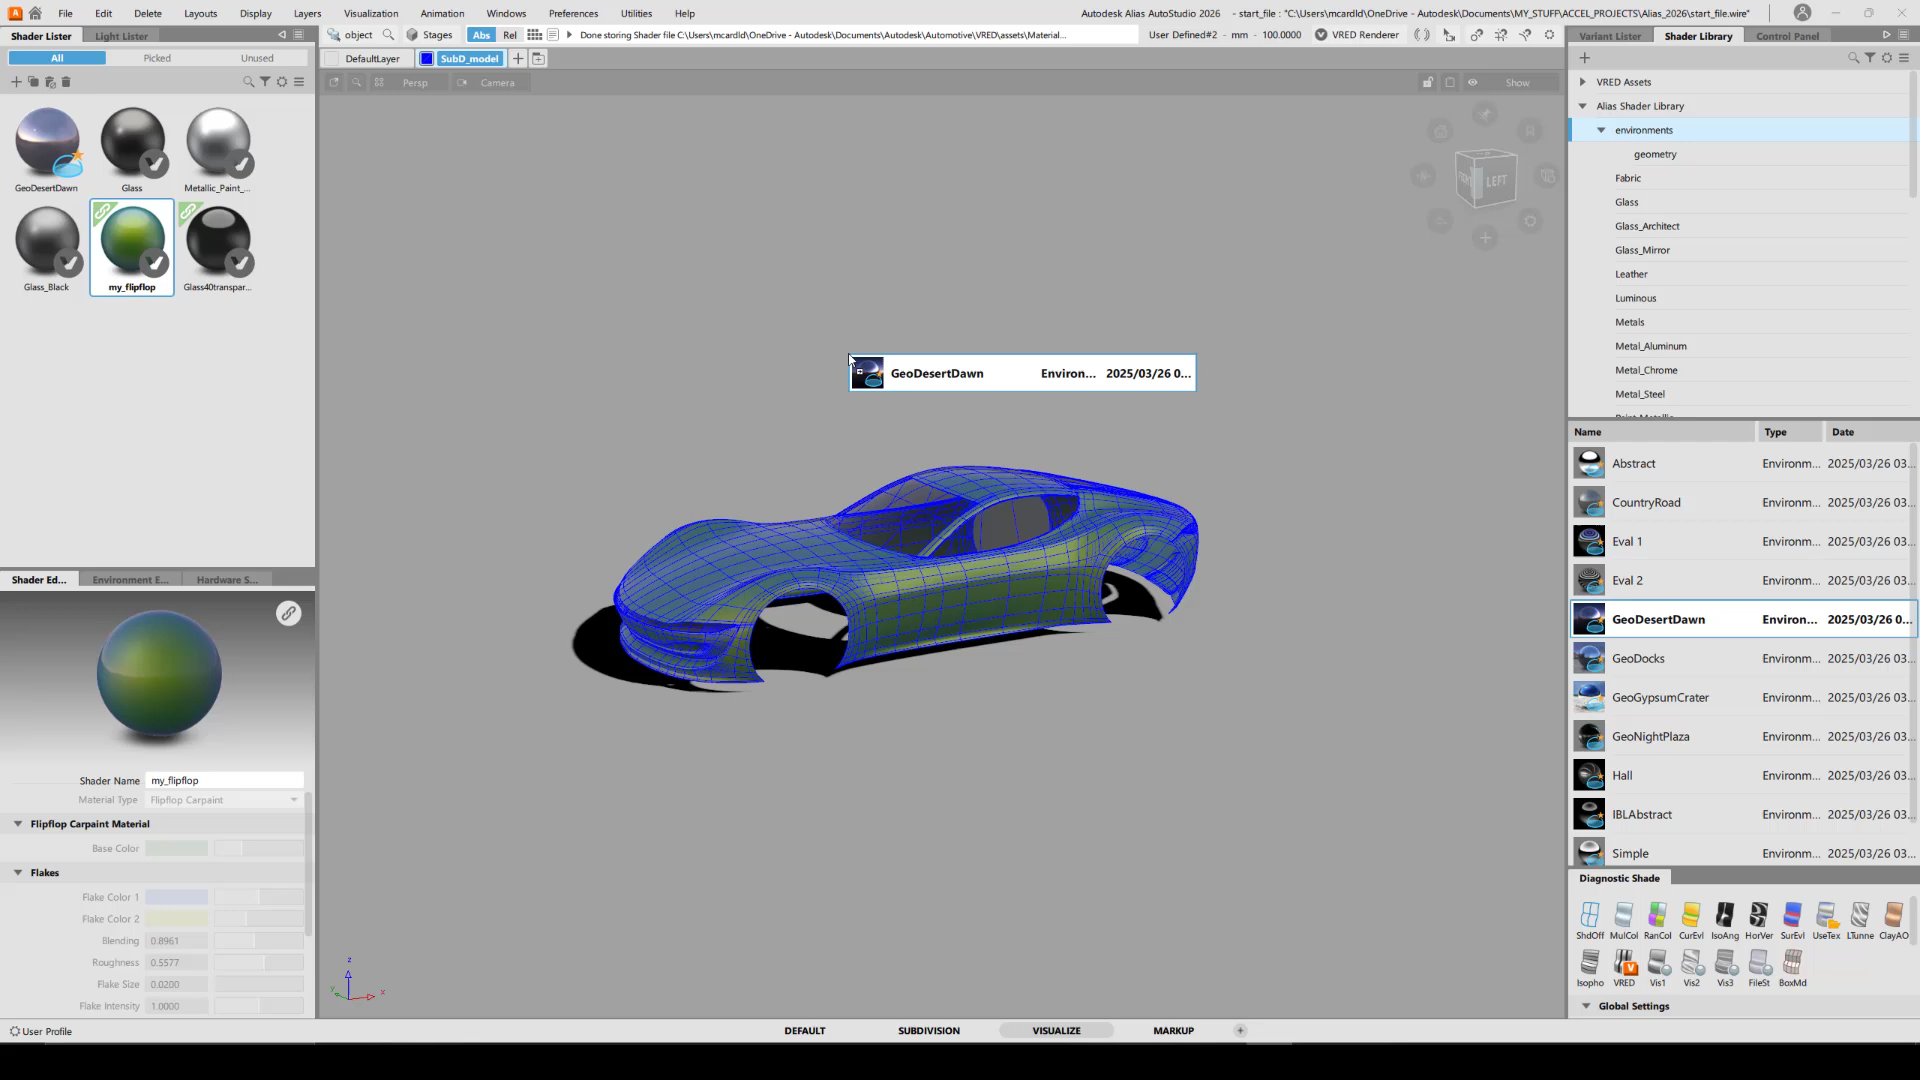 File Edit Delete Layouts Display Layers Visualization Animation Windows Preferences Utilities Help
Autodesk Alias AutoStudio 2026 - start_file : "C:\Users\mcardld\OneDrive - Autodesk\Documents\MY_STUFF\ACCEL_PROJECTS\Alias_2026\start_file.wire"
Shader Lister Light Lister
object Stages Abs Rel Done storing Shader file C:\Users\mcardld\OneDrive - Autodesk\Documents\Autodesk\Automotive\VRED\assets\Material... User Defined#2 - mm - 100.0000 VRED Renderer
Variant Lister Shader Library Control Panel
All Picked Unused
DefaultLayer SubD_model
Persp Camera Show
VRED Assets
Alias Shader Library
environments
geometry
Fabric
Glass
Glass_Architect
Glass_Mirror
Leather
Luminous
Metals
Metal_Aluminum
Metal_Chrome
Metal_Steel
GeoDesertDawn Glass Metallic_Paint_...
Glass_Black my_flipflop Glass40transpar...
LEFT
GeoDesertDawn Environ... 2025/03/26 0...
Name Type Date
Abstract Environm... 2025/03/26 03...
CountryRoad Environm... 2025/03/26 03...
Eval 1 Environm... 2025/03/26 03...
Eval 2 Environm... 2025/03/26 03...
GeoDesertDawn Environ... 2025/03/26 0...
GeoDocks Environm... 2025/03/26 03...
GeoGypsumCrater Environm... 2025/03/26 03...
GeoNightPlaza Environm... 2025/03/26 03...
Hall Environm... 2025/03/26 03...
IBLAbstract Environm... 2025/03/26 03...
Simple Environm... 2025/03/26 03...
Shader Ed... Environment E... Hardware S...
Shader Name my_flipflop
Material Type Flipflop Carpaint
Flipflop Carpaint Material
Base Color
Flakes
Flake Color 1
Flake Color 2
Blending 0.8961
Roughness 0.5577
Flake Size 0.0200
Flake Intensity 1.0000
z
y x
Diagnostic Shade
ShdOff MulCol RanCol CurEvl IsoAng HorVer SurEvl UseTex LTunne ClayAO
Isopho VRED Vis1 Vis2 Vis3 FileSt BoxMd
Global Settings
User Profile
DEFAULT SUBDIVISION VISUALIZE MARKUP